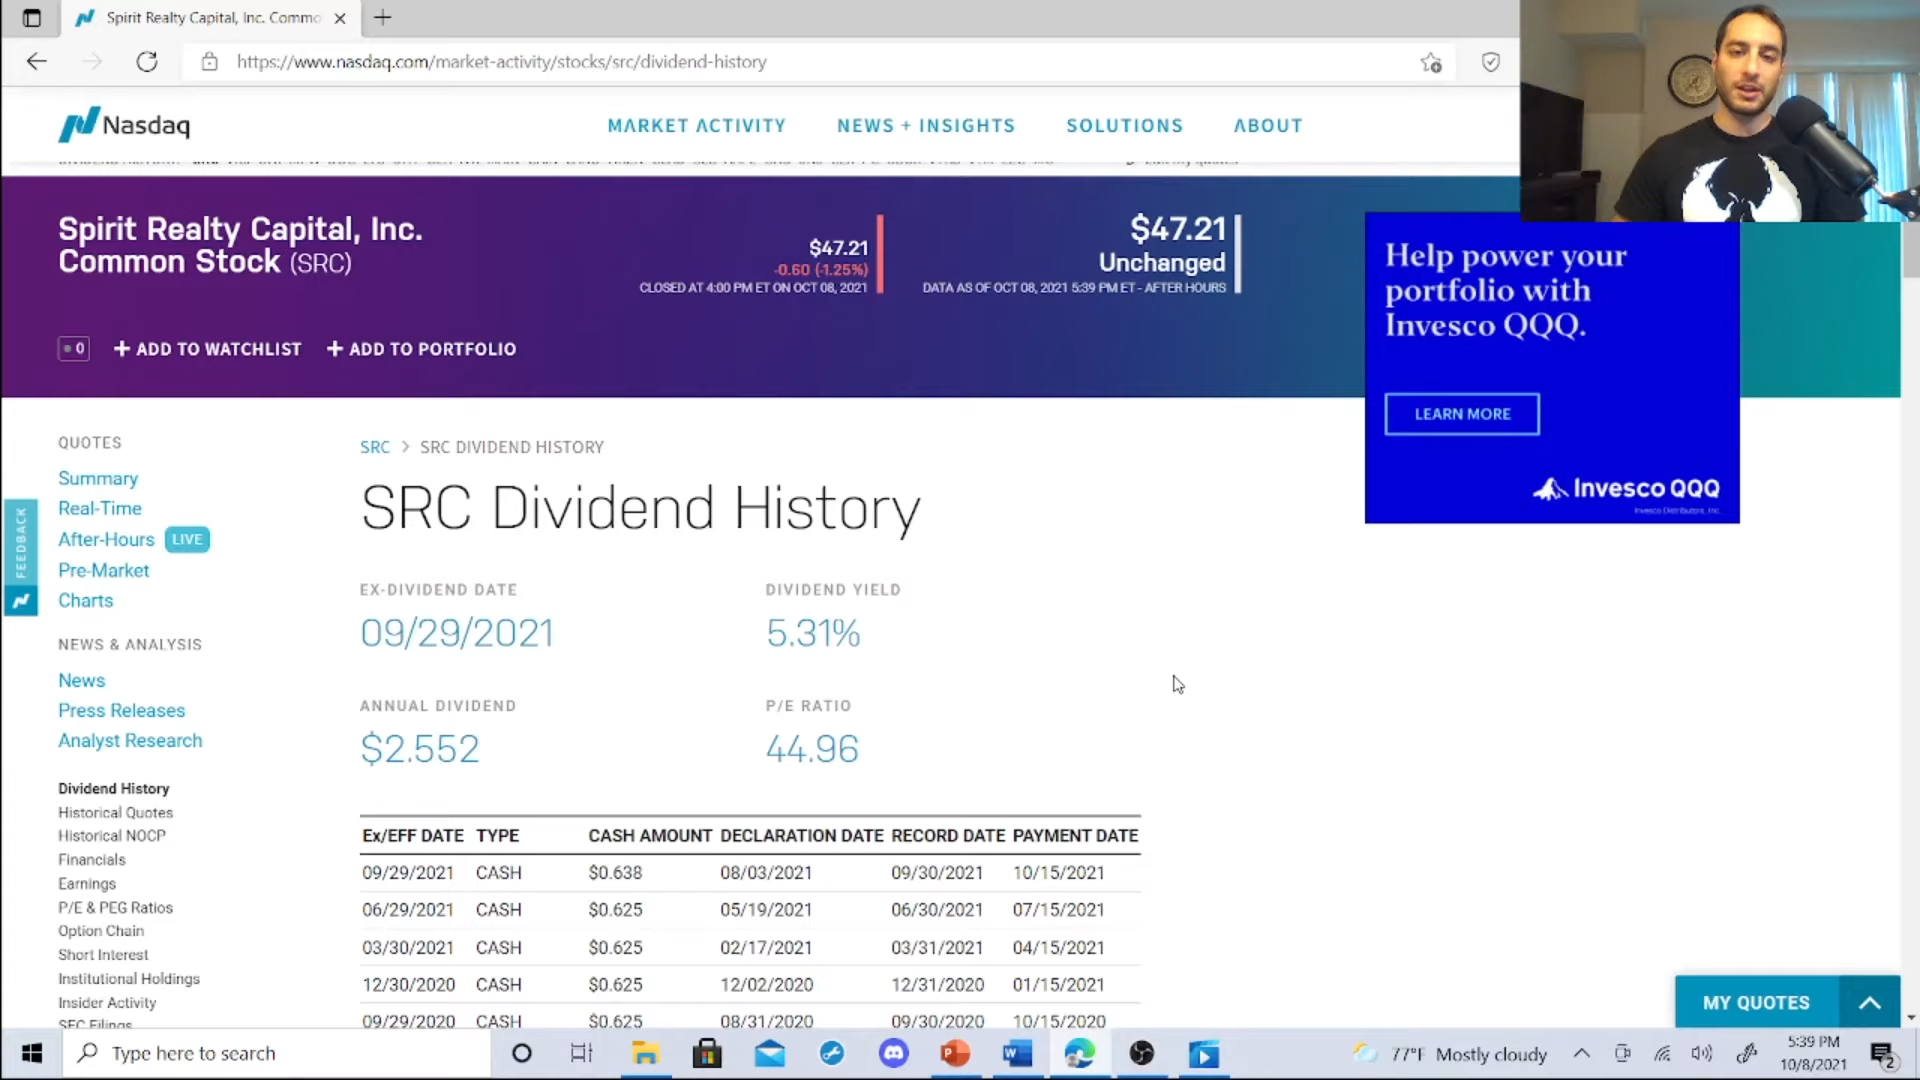 Spirit Realty Capital, Inc. Commo
https://www.nasdaq.com/market-activity/stocks/src/dividend-history
Nasdaq
MARKET ACTIVITY
NEWS + INSIGHTS
SOLUTIONS
ABOUT
Spirit Realty Capital, Inc.
Common Stock (SRC)
$47.21
-0.60 (-1.25%)
CLOSED AT 4:00 PM ET ON OCT 08, 2021
$47.21
Unchanged
DATA AS OF OCT 08, 2021 5:39 PM ET - AFTER HOURS
0
+ ADD TO WATCHLIST
+ ADD TO PORTFOLIO
Help power your
portfolio with
Invesco QQQ.
LEARN MORE
Invesco QQQ
Invesco Distributors, Inc.
FEEDBACK
QUOTES
Summary
Real-Time
After-Hours LIVE
Pre-Market
Charts
NEWS & ANALYSIS
News
Press Releases
Analyst Research
Dividend History
Historical Quotes
Historical NOCP
Financials
Earnings
P/E & PEG Ratios
Option Chain
Short Interest
Institutional Holdings
Insider Activity
SEC Filings
SRC > SRC DIVIDEND HISTORY
SRC Dividend History
EX-DIVIDEND DATE
09/29/2021
DIVIDEND YIELD
5.31%
ANNUAL DIVIDEND
$2.552
P/E RATIO
44.96
Ex/EFF DATE TYPE CASH AMOUNT DECLARATION DATE RECORD DATE PAYMENT DATE
09/29/2021 CASH $0.638 08/03/2021 09/30/2021 10/15/2021
06/29/2021 CASH $0.625 05/19/2021 06/30/2021 07/15/2021
03/30/2021 CASH $0.625 02/17/2021 03/31/2021 04/15/2021
12/30/2020 CASH $0.625 12/02/2020 12/31/2020 01/15/2021
09/29/2020 CASH $0.625 08/31/2020 09/30/2020 10/15/2020
MY QUOTES
Type here to search
77°F Mostly cloudy
5:39 PM
10/8/2021
2